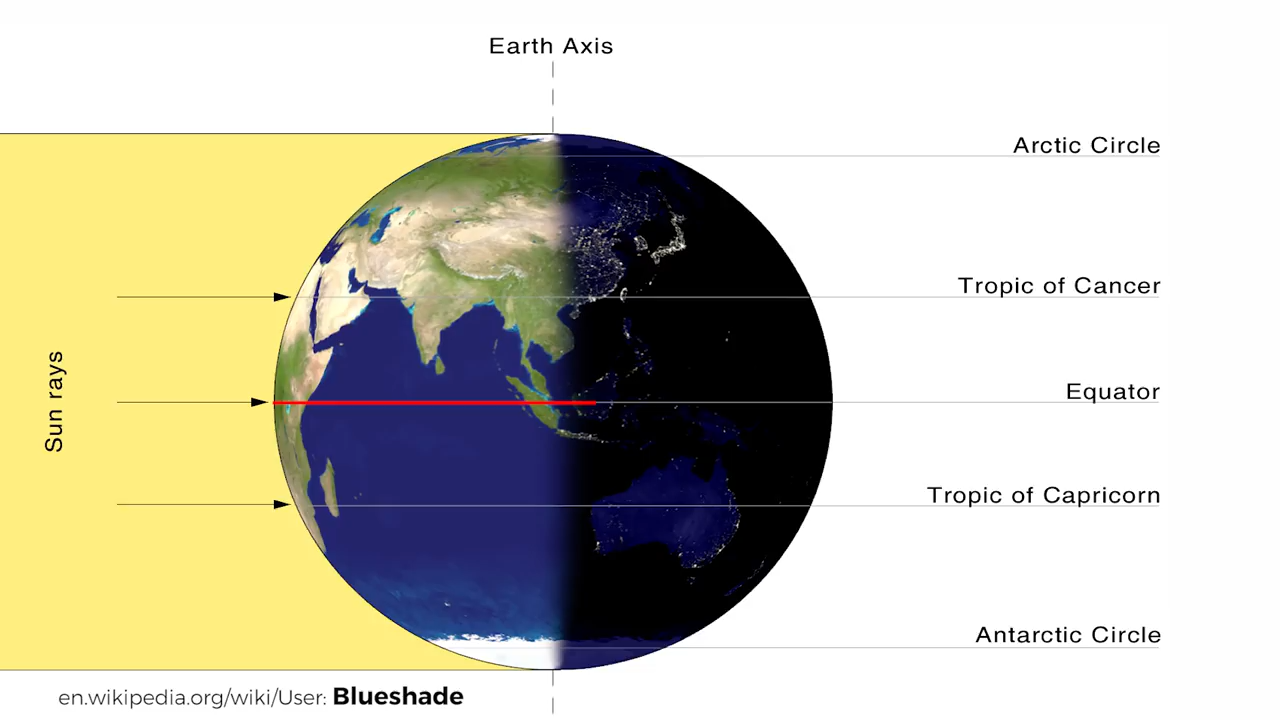 Earth Axis
Arctic Circle
Tropic of Cancer
Sun rays
Equator
Tropic of Capricorn
Antarctic Circle
en.wikipedia.org/wiki/User: Blueshade